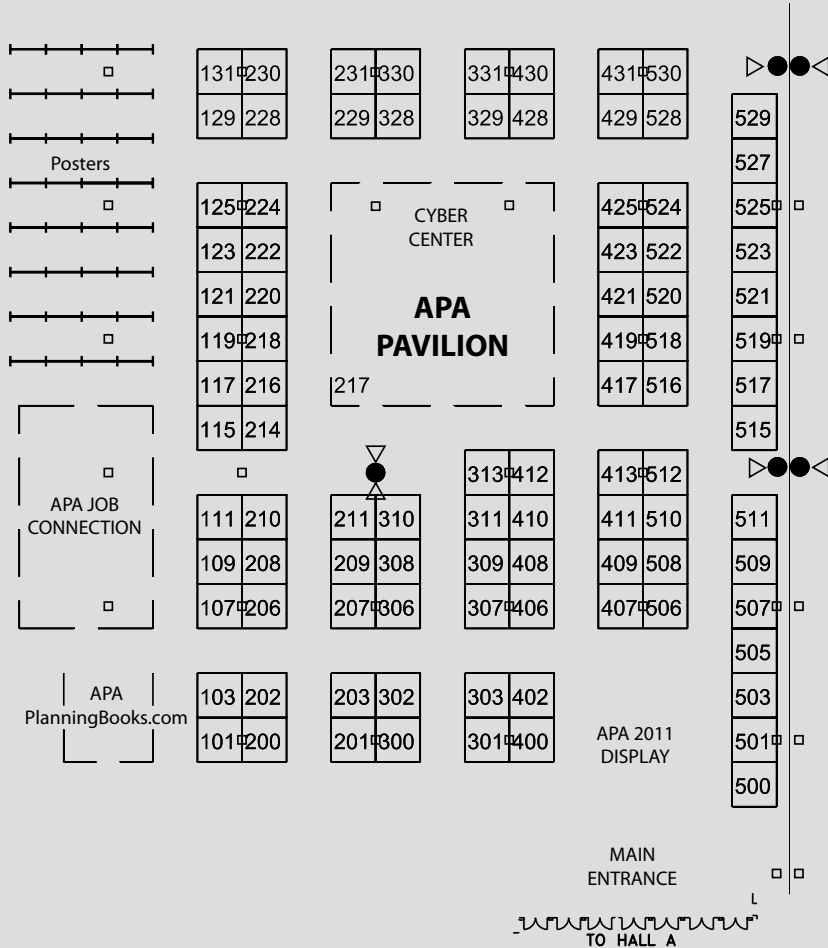 131 230 231 330 331 430 431 530
129 228 229 328 329 428 429 528 529
527
Posters
125 224 425 524 525
CYBER
CENTER
123 222 423 522 523
121 220 421 520 521
APA
PAVILION
119 218 419 518 519
117 216 217 417 516 517
115 214 515
313 412 413 512
APA JOB
CONNECTION
111 210 211 310 311 410 411 510 511
109 208 209 308 309 408 409 508 509
107 206 207 306 307 406 407 506 507
505
APA
PlanningBooks.com
103 202 203 302 303 402 503
101 200 201 300 301 400 501
APA 2011
DISPLAY
500
MAIN
ENTRANCE
L
TO HALL A